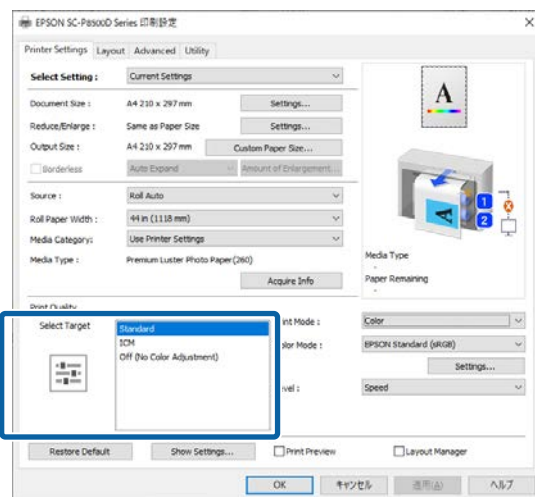 EPSON SC-P8500D Series 印刷設定
Printer Settings Layout Advanced Utility
Select Setting : Current Settings
Document Size : A4 210 x 297 mm Settings...
Reduce/Enlarge : Same as Paper Size Settings...
Output Size : A4 210 x 297 mm Custom Paper Size...
Borderless Auto Expand Amount of Enlargement...
Source : Roll Auto
Roll Paper Width : 44 in (1118 mm)
Media Category: Use Printer Settings
Media Type : Premium Luster Photo Paper(260)
Acquire Info
A
A
1
2
Media Type
-
Paper Remaining
-
Print Quality
Select Target
Standard
ICM
Off (No Color Adjustment)
int Mode : Color
olor Mode : EPSON Standard (sRGB)
Settings...
evel : Speed
Restore Default Show Settings... Print Preview Layout Manager
OK キャンセル 適用(A) ヘルプ